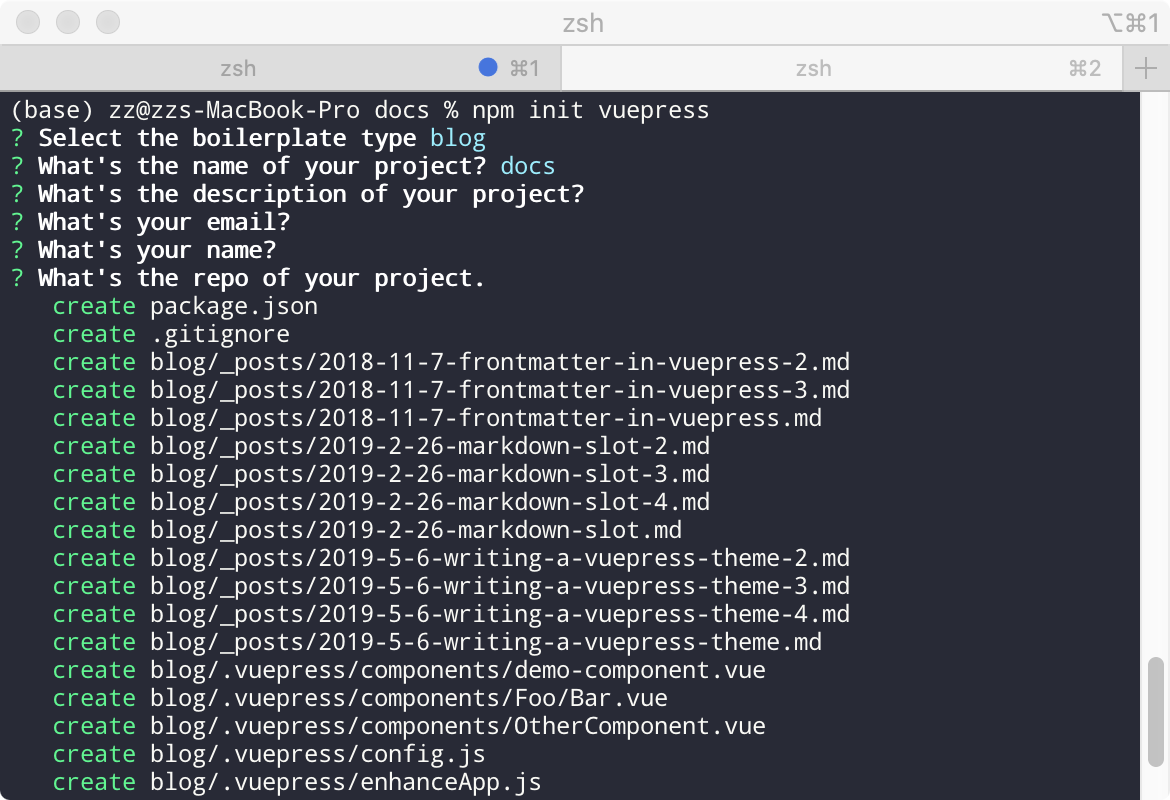 zsh ⌥⌘1
zsh ⌘1 zsh ⌘2
(base) zz@zzs-MacBook-Pro docs % npm init vuepress
? Select the boilerplate type blog
? What's the name of your project? docs
? What's the description of your project?
? What's your email?
? What's your name?
? What's the repo of your project.
create package.json
create .gitignore
create blog/_posts/2018-11-7-frontmatter-in-vuepress-2.md
create blog/_posts/2018-11-7-frontmatter-in-vuepress-3.md
create blog/_posts/2018-11-7-frontmatter-in-vuepress.md
create blog/_posts/2019-2-26-markdown-slot-2.md
create blog/_posts/2019-2-26-markdown-slot-3.md
create blog/_posts/2019-2-26-markdown-slot-4.md
create blog/_posts/2019-2-26-markdown-slot.md
create blog/_posts/2019-5-6-writing-a-vuepress-theme-2.md
create blog/_posts/2019-5-6-writing-a-vuepress-theme-3.md
create blog/_posts/2019-5-6-writing-a-vuepress-theme-4.md
create blog/_posts/2019-5-6-writing-a-vuepress-theme.md
create blog/.vuepress/components/demo-component.vue
create blog/.vuepress/components/Foo/Bar.vue
create blog/.vuepress/components/OtherComponent.vue
create blog/.vuepress/config.js
create blog/.vuepress/enhanceApp.js